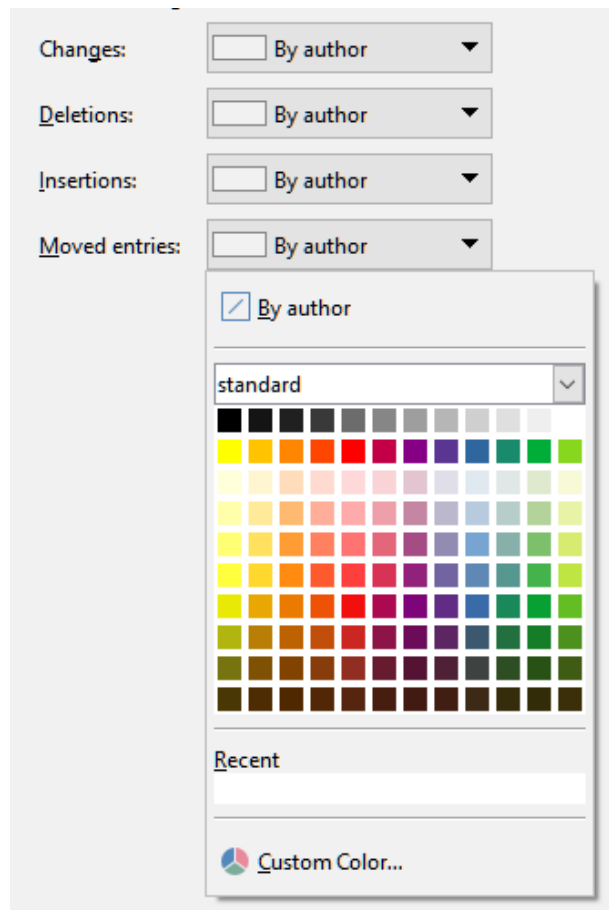 Changes: By author
Deletions: By author
Insertions: By author
Moved entries: By author
By author
standard
Recent
Custom Color...